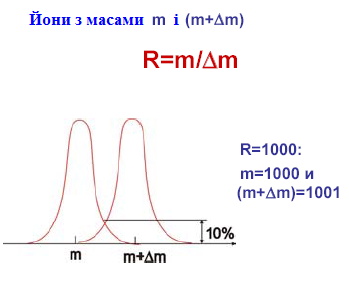 Йони з масами m і (m+Δm)
R=m/Δm
R=1000:
m=1000 и
(m+Δm)=1001
10%
m
m+Δm